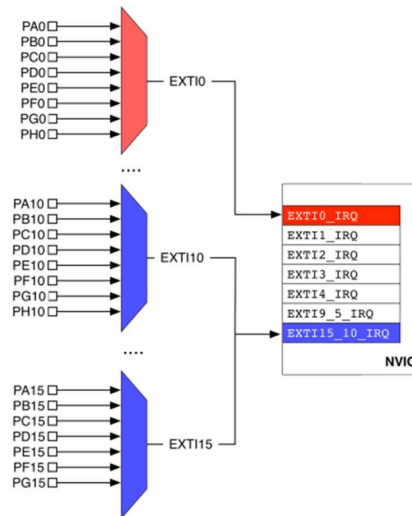 PA0
PB0
PC0
PD0
PE0
PF0
PG0
PH0
EXTI0
....
PA10
PB10
PC10
PD10
PE10
PF10
PG10
PH10
EXTI10
....
PA15
PB15
PC15
PD15
PE15
PF15
PG15
EXTI15
EXTI0_IRQ
EXTI1_IRQ
EXTI2_IRQ
EXTI3_IRQ
EXTI4_IRQ
EXTI9_5_IRQ
EXTI15_10_IRQ
NVIC